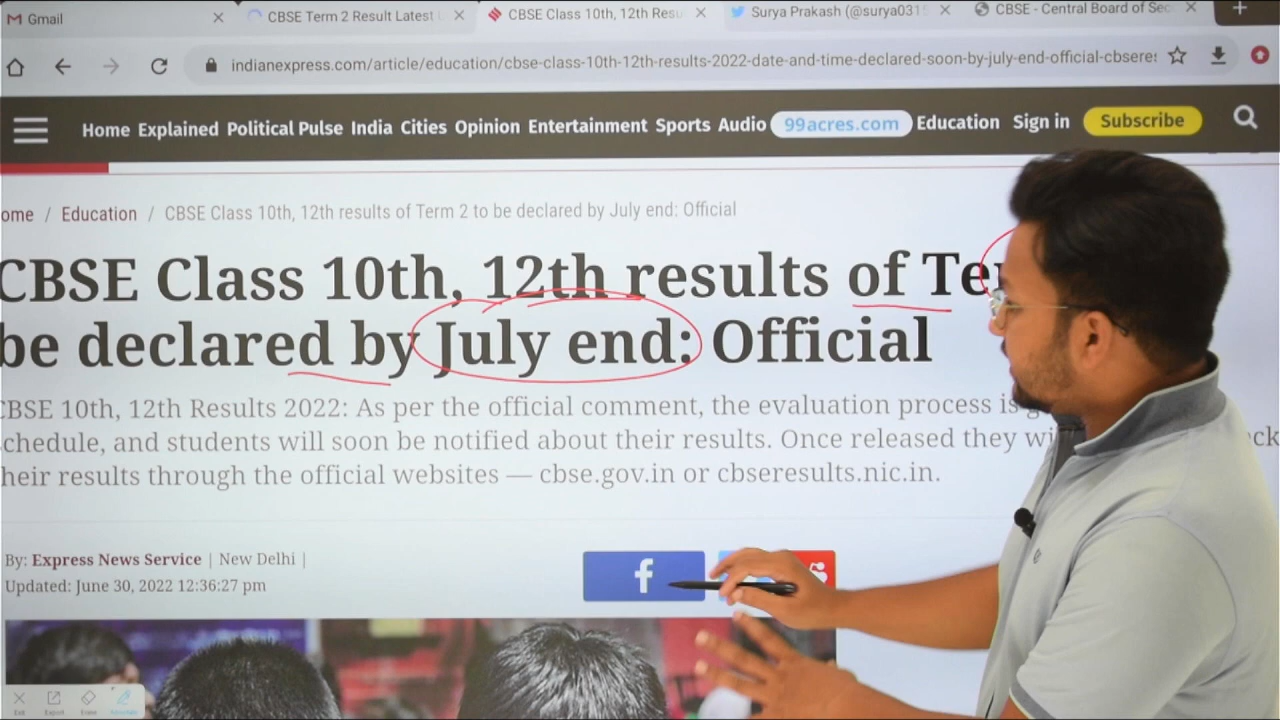 Gmail
CBSE Term 2 Result Latest
CBSE Class 10th, 12th Resu
Surya Prakash (@surya031
CBSE - Central Board of Sec
indianexpress.com/article/education/cbse-class-10th-12th-results-2022-date-and-time-declared-soon-by-july-end-official-cbsere
Home Explained Political Pulse India Cities Opinion Entertainment Sports Audio 99acres.com Education Sign in Subscribe
ome / Education / CBSE Class 10th, 12th results of Term 2 to be declared by July end: Official
CBSE Class 10th, 12th results of Te
be declared by July end: Official
CBSE 10th, 12th Results 2022: As per the official comment, the evaluation process is
schedule, and students will soon be notified about their results. Once released they wi ck
their results through the official websites — cbse.gov.in or cbseresults.nic.in.
By: Express News Service | New Delhi |
Updated: June 30, 2022 12:36:27 pm
f
Exit Export Erase